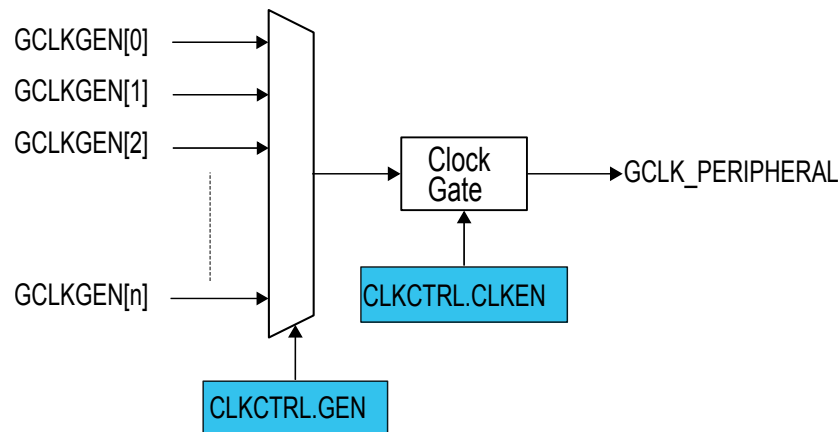 GCLKGEN[0]
GCLKGEN[1]
GCLKGEN[2]
Clock
Gate
GCLK_PERIPHERAL
GCLKGEN[n]
CLKCTRL.CLKEN
CLKCTRL.GEN